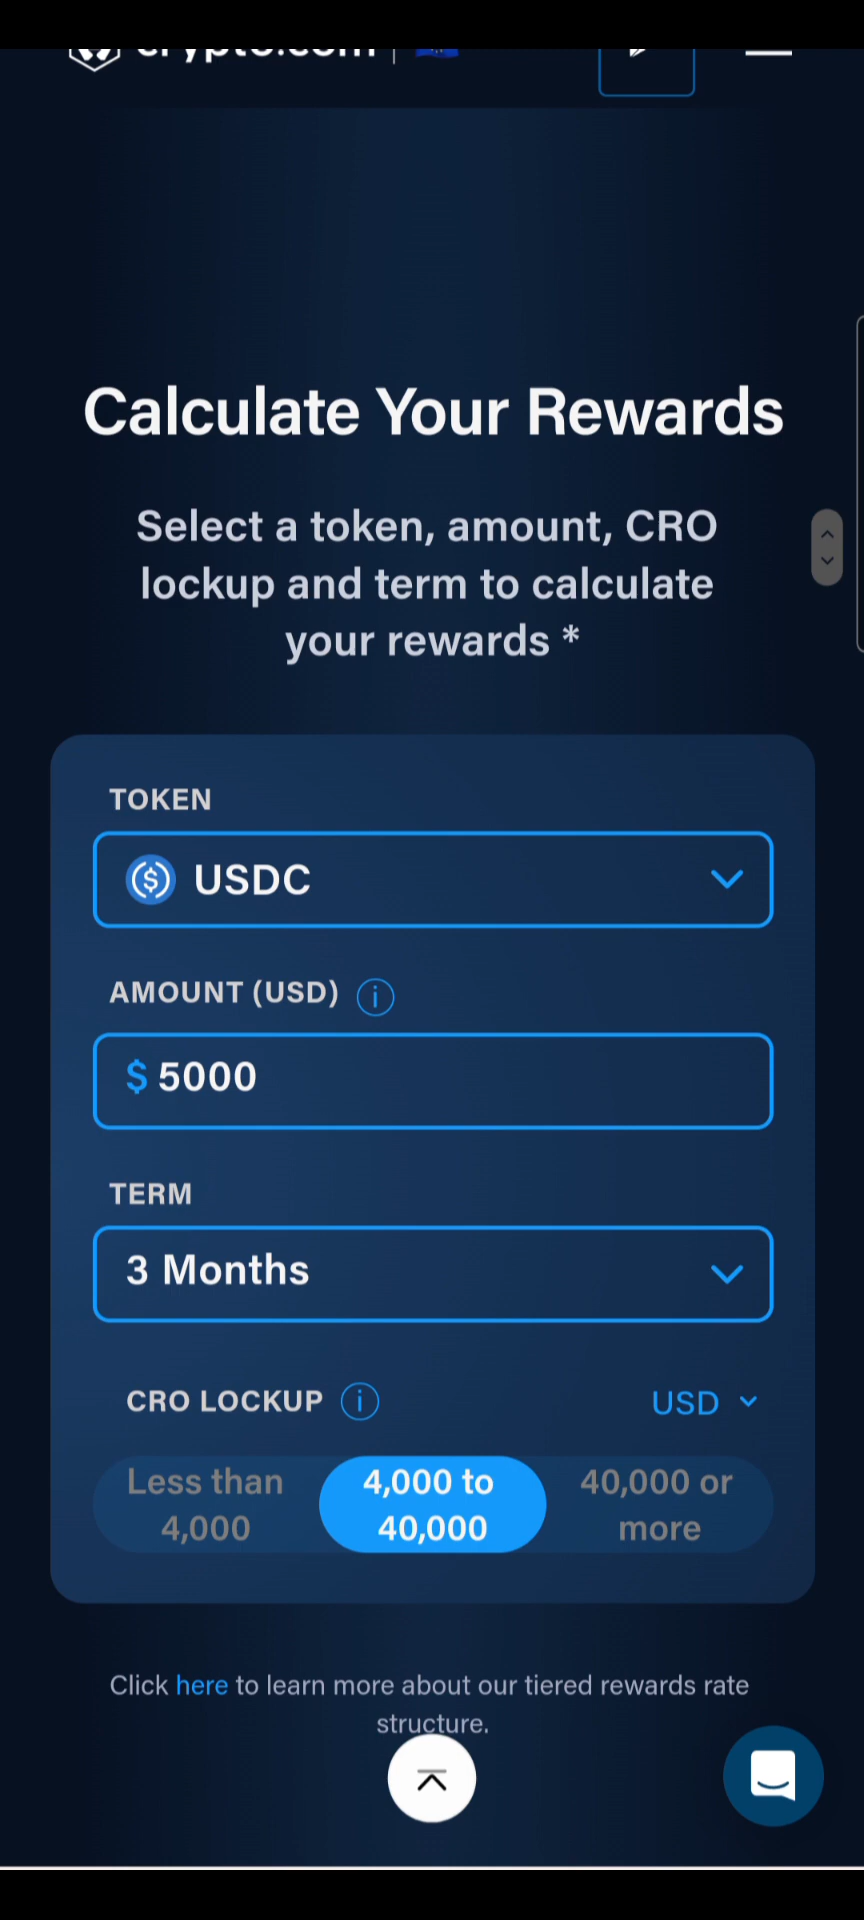 crypto.com
Calculate Your Rewards
Select a token, amount, CRO
lockup and term to calculate
your rewards *
TOKEN
USDC
AMOUNT (USD)
$ 5000
TERM
3 Months
CRO LOCKUP USD
Less than
4,000
4,000 to
40,000
40,000 or
more
Click here to learn more about our tiered rewards rate
structure.